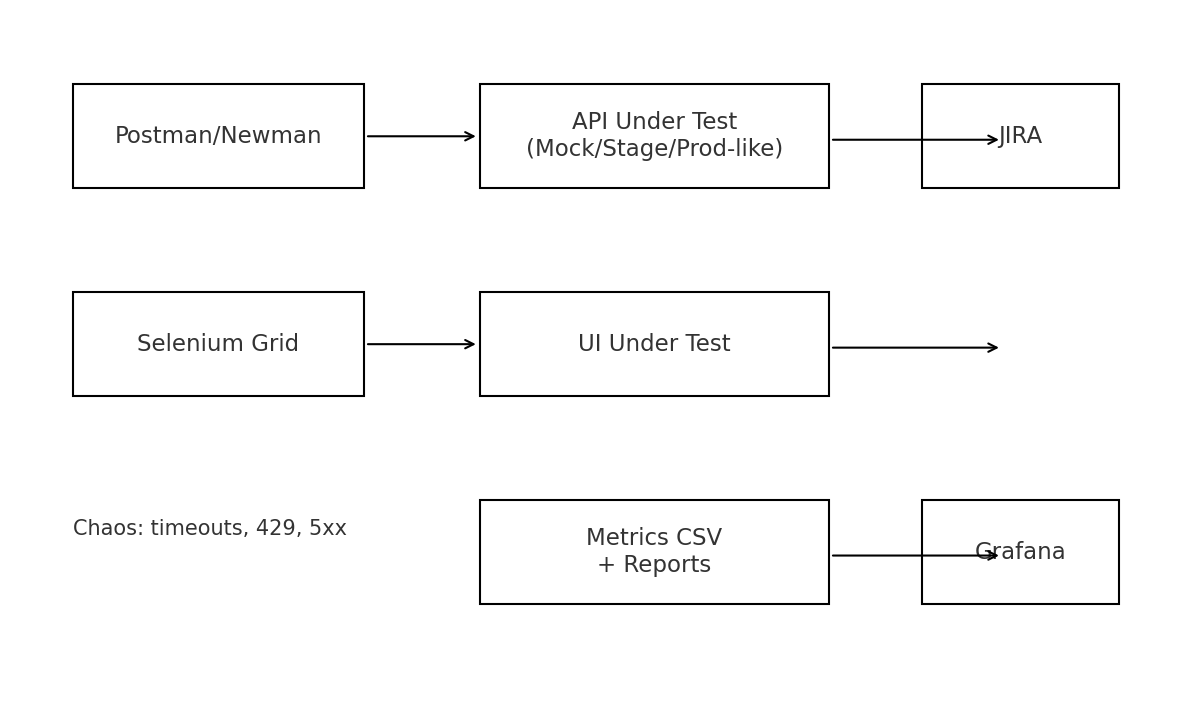 Postman/Newman
API Under Test
(Mock/Stage/Prod-like)
JIRA
Selenium Grid
UI Under Test
Chaos: timeouts, 429, 5xx
Metrics CSV
+ Reports
Grafana